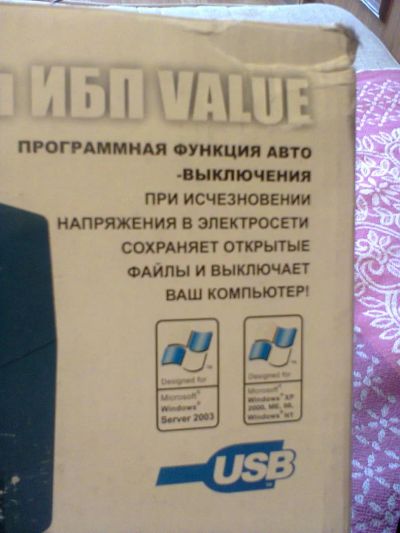 ИБП VALUE
ПРОГРАММНАЯ ФУНКЦИЯ АВТО
-ВЫКЛЮЧЕНИЯ
ПРИ ИСЧЕЗНОВЕНИИ
НАПРЯЖЕНИЯ В ЭЛЕКТРОСЕТИ
СОХРАНЯЕТ ОТКРЫТЫЕ
ФАЙЛЫ И ВЫКЛЮЧАЕТ
ВАШ КОМПЬЮТЕР!
Designed for
Microsoft®
Windows®
Server 2003
Designed for
Microsoft®
Windows® XP
2000, ME, 98,
Windows® NT
USB